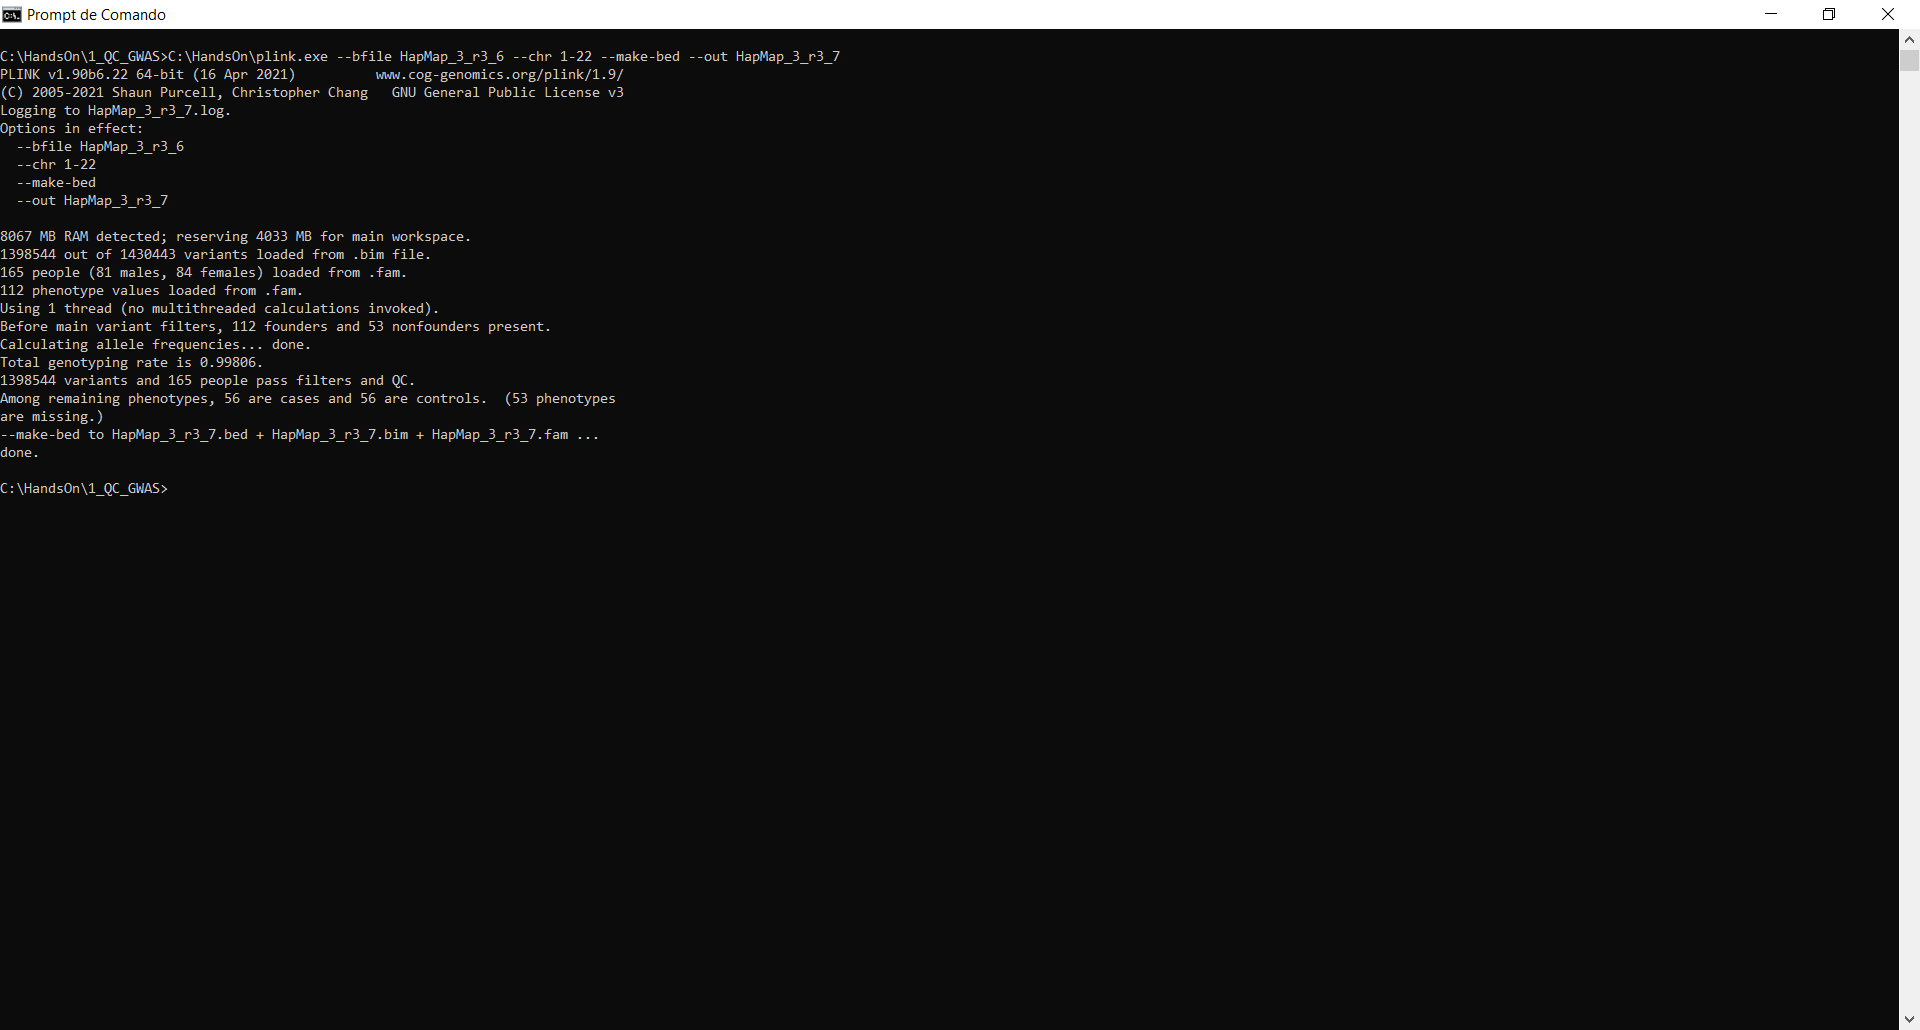 Prompt de Comando
C:\HandsOn\1_QC_GWAS>C:\HandsOn\plink.exe --bfile HapMap_3_r3_6 --chr 1-22 --make-bed --out HapMap_3_r3_7
PLINK v1.90b6.22 64-bit (16 Apr 2021)          www.cog-genomics.org/plink/1.9/
(C) 2005-2021 Shaun Purcell, Christopher Chang   GNU General Public License v3
Logging to HapMap_3_r3_7.log.
Options in effect:
  --bfile HapMap_3_r3_6
  --chr 1-22
  --make-bed
  --out HapMap_3_r3_7
8067 MB RAM detected; reserving 4033 MB for main workspace.
1398544 out of 1430443 variants loaded from .bim file.
165 people (81 males, 84 females) loaded from .fam.
112 phenotype values loaded from .fam.
Using 1 thread (no multithreaded calculations invoked).
Before main variant filters, 112 founders and 53 nonfounders present.
Calculating allele frequencies... done.
Total genotyping rate is 0.99806.
1398544 variants and 165 people pass filters and QC.
Among remaining phenotypes, 56 are cases and 56 are controls.  (53 phenotypes
are missing.)
--make-bed to HapMap_3_r3_7.bed + HapMap_3_r3_7.bim + HapMap_3_r3_7.fam ...
done.
C:\HandsOn\1_QC_GWAS>